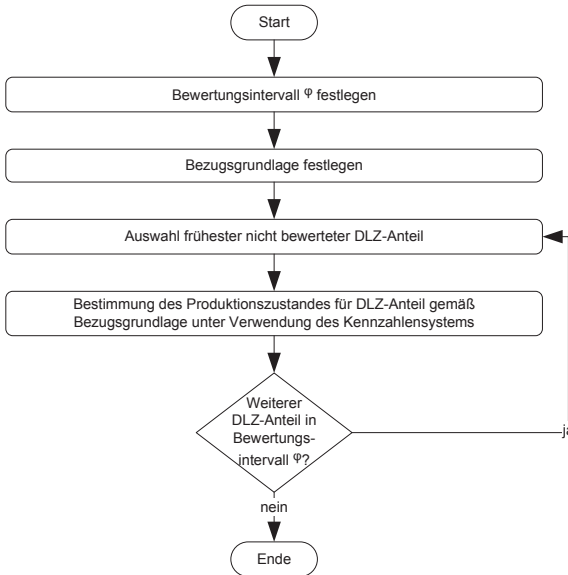 Start
Bewertungsintervall φ festlegen
Bezugsgrundlage festlegen
Auswahl frühester nicht bewerteter DLZ-Anteil
Bestimmung des Produktionszustandes für DLZ-Anteil gemäß
Bezugsgrundlage unter Verwendung des Kennzahlensystems
Weiterer
DLZ-Anteil in
Bewertungs-
intervall φ?
ja
nein
Ende